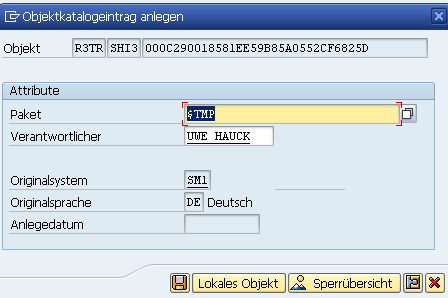 Objektkatalogeintrag anlegen
Objekt R3TR SHI3 000C290018581EE59B85A0552CF6825D
Attribute
Paket $TMP
Verantwortlicher UWE HAUCK
Originalsystem SM1
Originalsprache DE Deutsch
Anlegedatum
Lokales Objekt Sperrübersicht